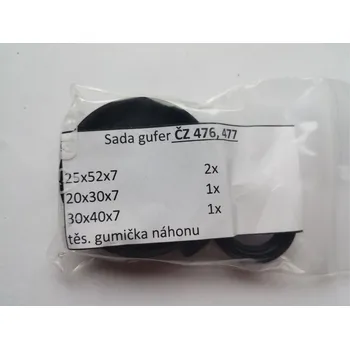 Sada gufer ČZ 476, 477
25x52x7 2x
20x30x7 1x
30x40x7 1x
těs. gumička náhonu